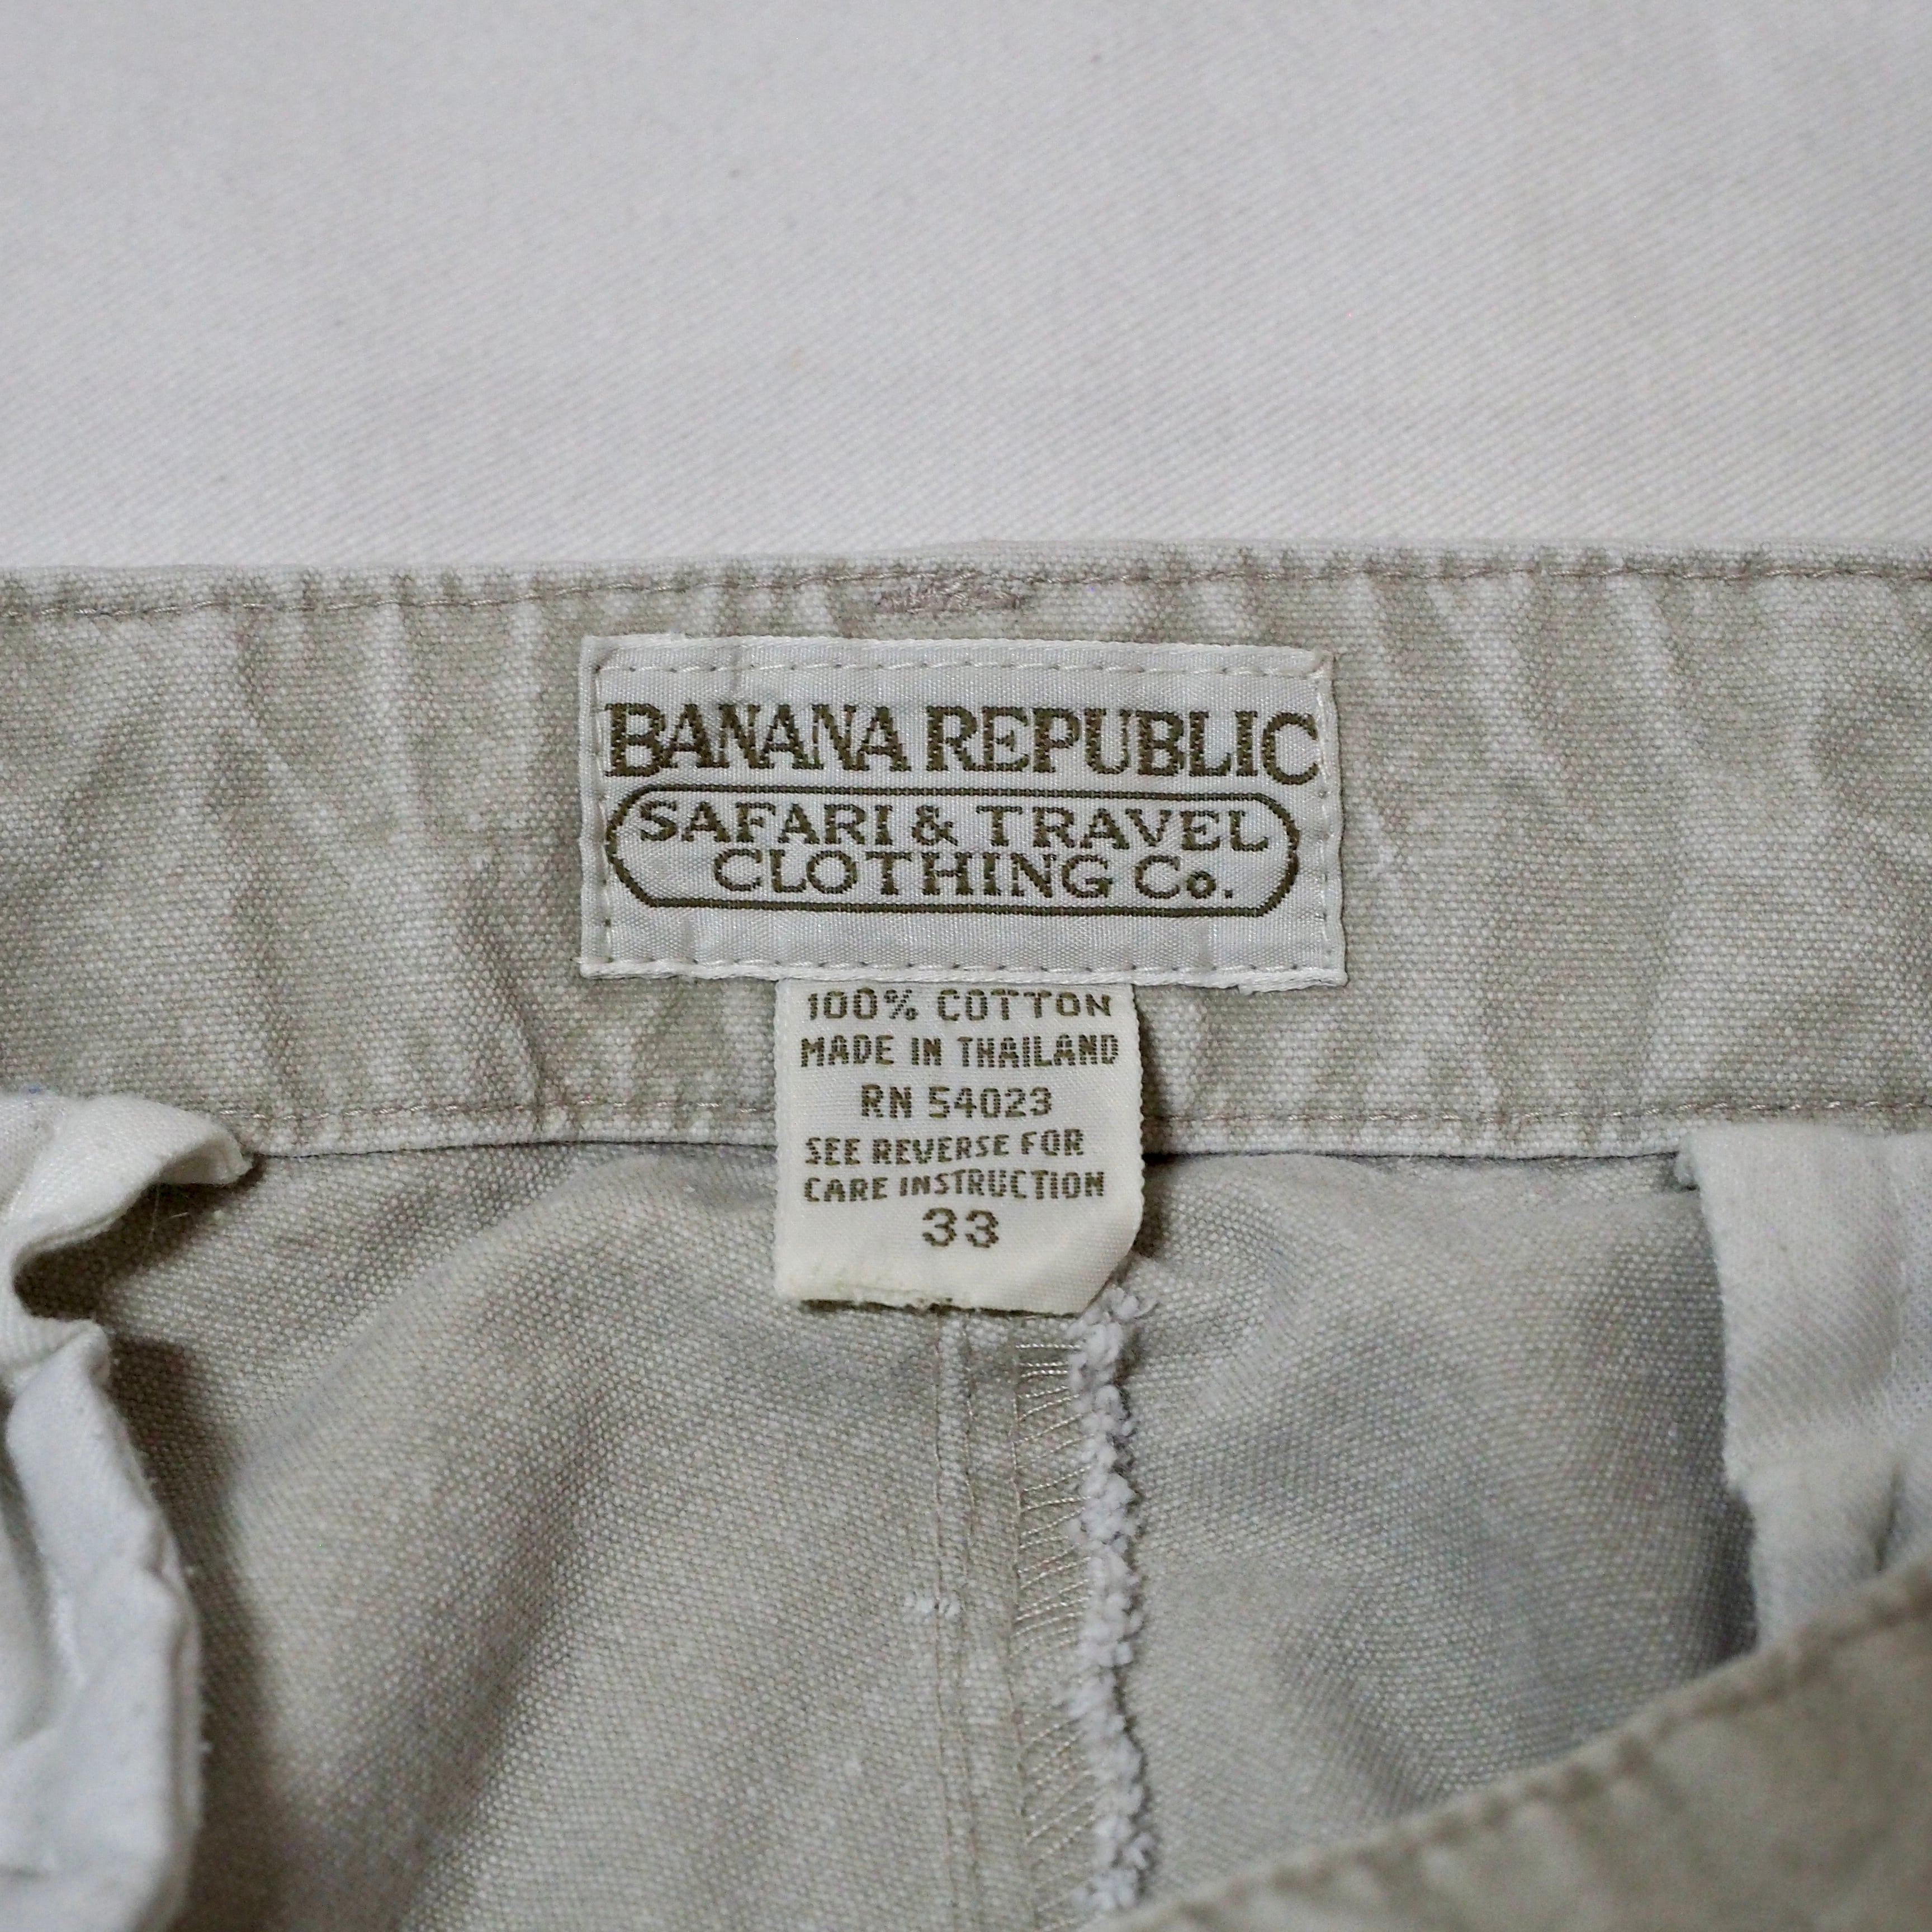 BANANA REPUBLIC
SAFARI & TRAVEL
CLOTHING Co.
100% COTTON
MADE IN THAILAND
RN 54023
SEE REVERSE FOR
CARE INSTRUCTION
33